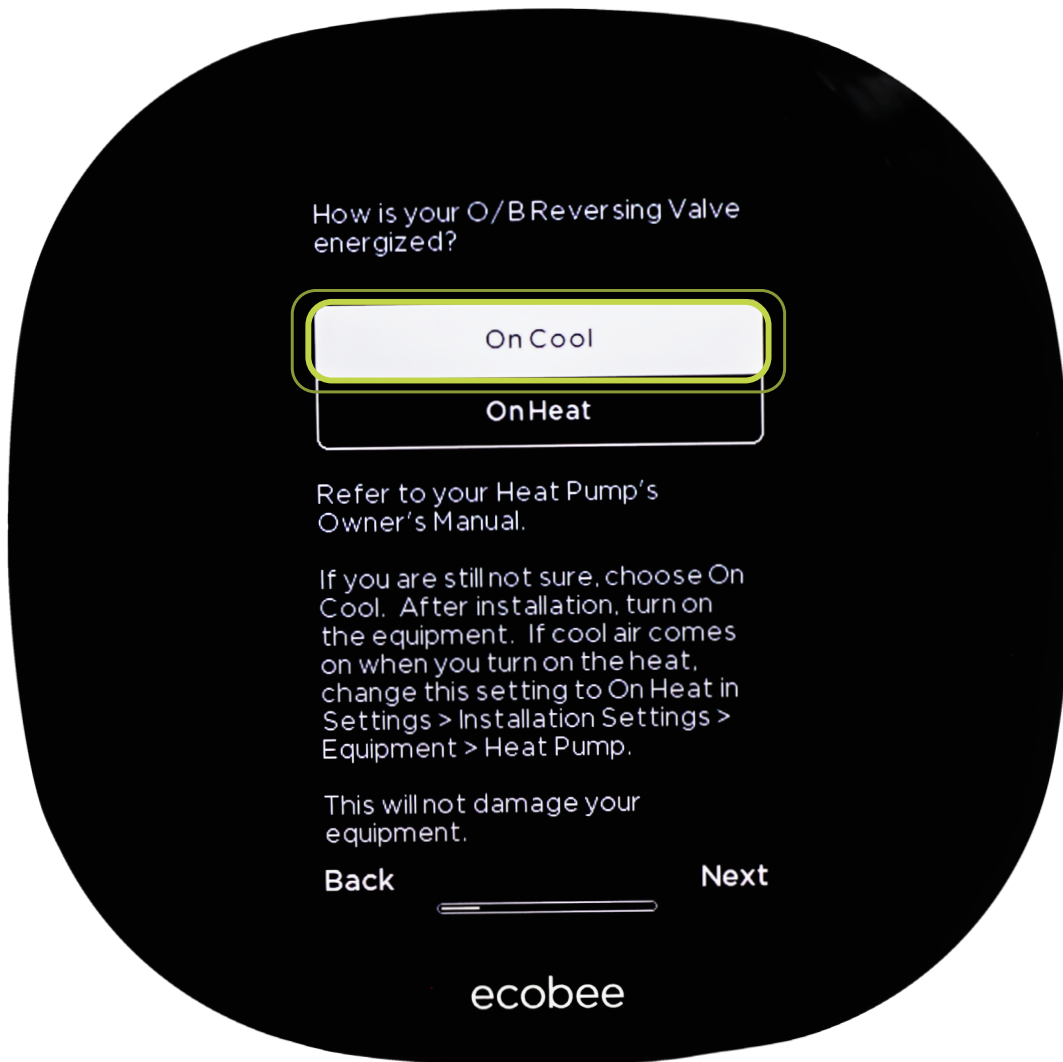 How is your O/B Reversing Valve
energized?
On Cool
On Heat
Refer to your Heat Pump's
Owner's Manual.
If you are still not sure, choose On
Cool. After installation, turn on
the equipment. If cool air comes
on when you turn on the heat,
change this setting to On Heat in
Settings > Installation Settings >
Equipment > Heat Pump.
This will not damage your
equipment.
Back
Next
ecobee